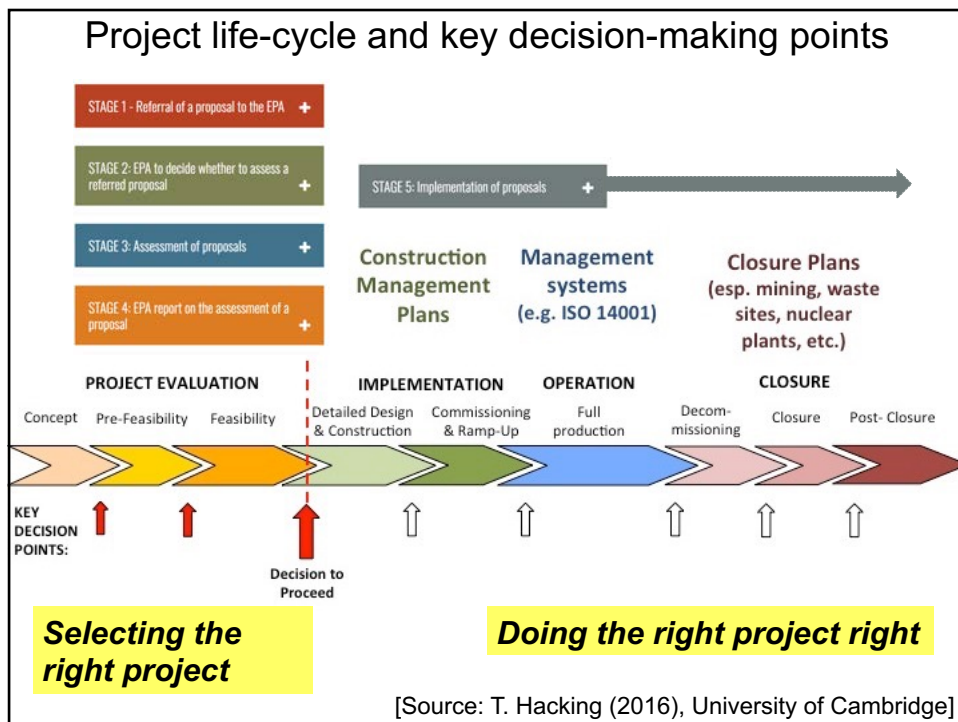 Project life-cycle and key decision-making points
STAGE 1 - Referral of a proposal to the EPA +
STAGE 2: EPA to decide whether to assess a
referred proposal +
STAGE 3: Assessment of proposals +
STAGE 4: EPA report on the assessment of a
proposal +
STAGE 5: Implementation of proposals +
Construction
Management
Plans
Management
systems
(e.g. ISO 14001)
Closure Plans
(esp. mining, waste
sites, nuclear
plants, etc.)
PROJECT EVALUATION
IMPLEMENTATION
OPERATION
CLOSURE
Concept
Pre-Feasibility
Feasibility
Detailed Design
& Construction
Commissioning
& Ramp-Up
Full
production
Decom-
missioning
Closure
Post- Closure
KEY
DECISION
POINTS:
Decision to
Proceed
Selecting the
right project
Doing the right project right
[Source: T. Hacking (2016), University of Cambridge]